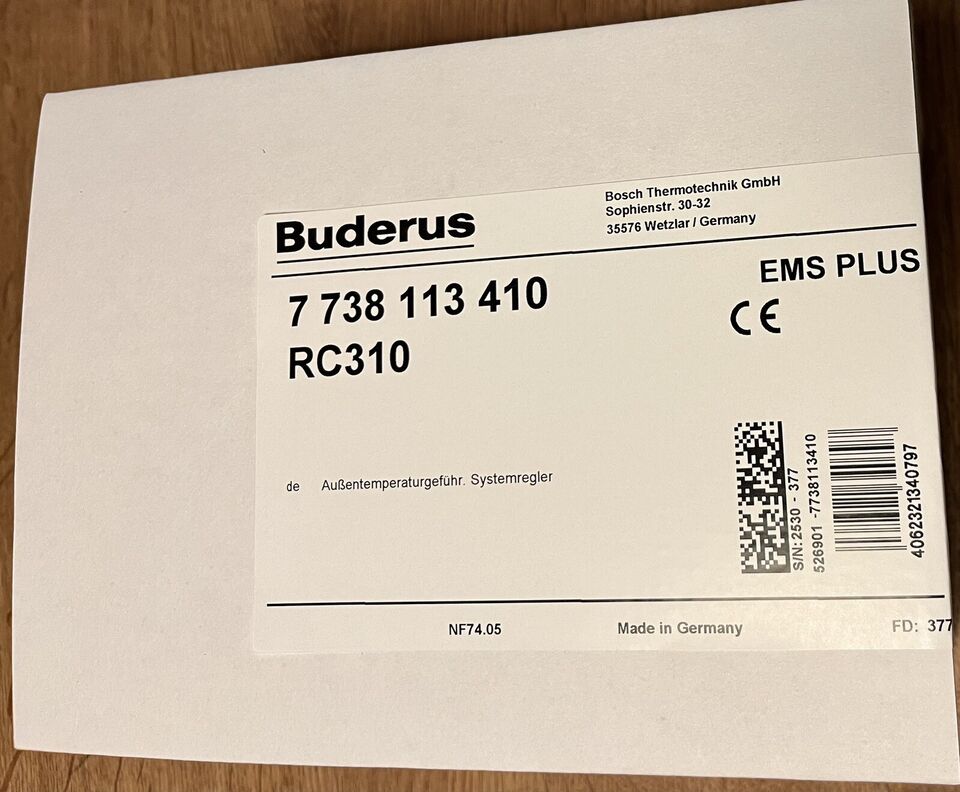 Buderus
Bosch Thermotechnik GmbH
Sophienstr. 30-32
35576 Wetzlar / Germany
EMS PLUS
7 738 113 410
CE
RC310
de Außentemperaturgeführ. Systemregler
S/N: 2530 - 377
526901 -7738113410
4062321340797
NF74.05 Made in Germany FD: 377